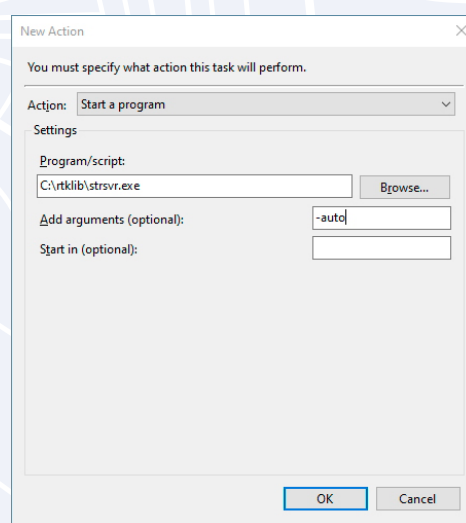 New Action
You must specify what action this task will perform.
Action: Start a program
Settings
Program/script:
C:\rtklib\strsvr.exe Browse...
Add arguments (optional): -auto
Start in (optional):
OK Cancel